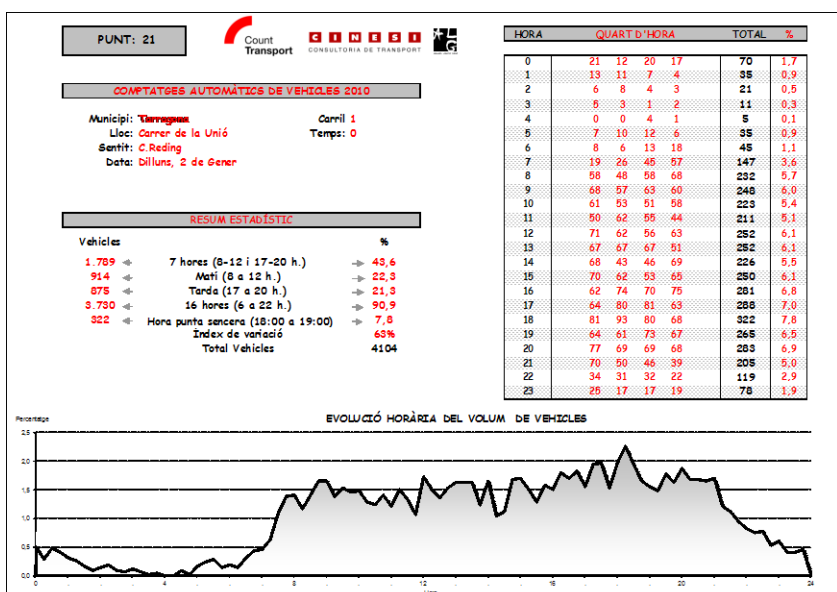 PUNT: 21
Count
Transport
CINESI
CONSULTORIA DE TRANSPORT
COMPTATGES AUTOMÀTICS DE VEHICLES 2010
Municipi: Tarragona Carril 1
Lloc: Carrer de la Unió Temps: 0
Sentit: C.Reding
Data: Dilluns, 2 de Gener
RESUM ESTADÍSTIC
Vehicles %
1.789 7 hores (8-12 i 17-20 h.) 43,6
914 Matí (8 a 12 h.) 22,3
875 Tarda (17 a 20 h.) 21,3
3.730 16 hores (6 a 22 h.) 90,9
322 Hora punta sencera (18:00 a 19:00) 7,8
Índex de variació 63%
Total Vehicles 4104
HORA QUART D'HORA TOTAL %
0 21 12 20 17 70 1,7
1 13 11 7 4 35 0,9
2 6 8 4 3 21 0,5
3 5 3 1 2 11 0,3
4 0 0 4 1 5 0,1
5 7 10 12 6 35 0,9
6 8 6 13 18 45 1,1
7 19 26 45 57 147 3,6
8 58 48 58 68 232 5,7
9 68 57 63 60 248 6,0
10 61 53 51 58 223 5,4
11 50 62 55 44 211 5,1
12 71 62 56 63 252 6,1
13 67 67 67 51 252 6,1
14 68 43 46 69 226 5,5
15 70 62 53 65 250 6,1
16 62 74 70 75 281 6,8
17 64 80 81 63 288 7,0
18 81 93 80 68 322 7,8
19 64 61 73 67 265 6,5
20 77 69 69 68 283 6,9
21 70 50 46 39 205 5,0
22 34 31 32 22 119 2,9
23 25 17 17 19 78 1,9
Percentatge
EVOLUCIÓ HORÀRIA DEL VOLUM DE VEHICLES
2,5
2,0
1,5
1,0
0,5
0,0
0 4 8 12 16 20 24